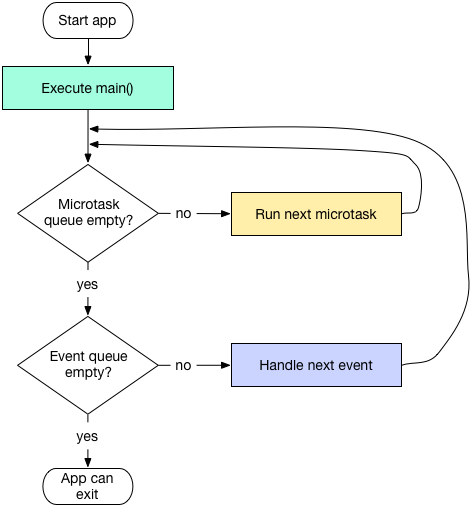 Start app
Execute main()
Microtask
queue empty?
no
Run next microtask
yes
Event queue
empty?
no
Handle next event
yes
App can
exit